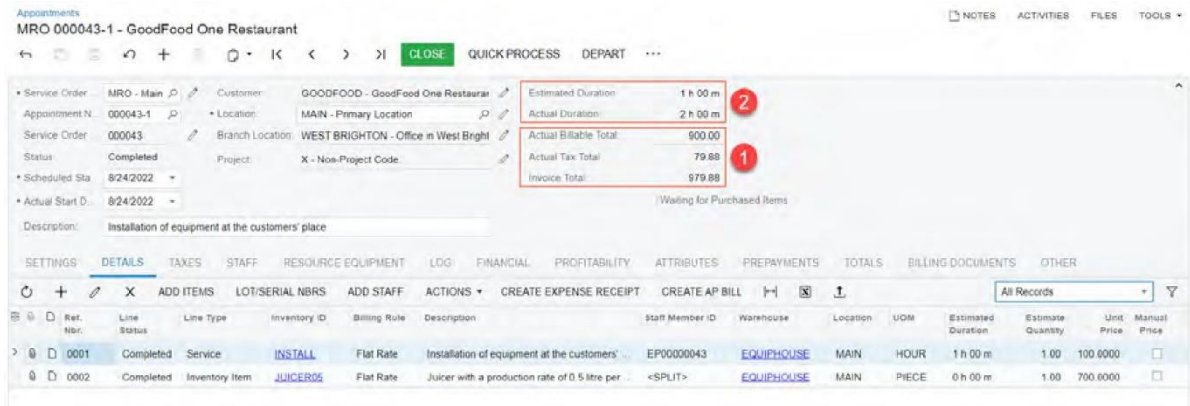 Appointments
MRO 000043-1 - GoodFood One Restaurant
NOTES ACTIVITIES FILES TOOLS
CLOSE QUICK PROCESS DEPART ...
* Service Order ... MRO - Main Customer: GOODFOOD - GoodFood One Restaurar Estimated Duration: 1 h 00 m
2
Appointment N... 000043-1 * Location: MAIN - Primary Location Actual Duration: 2 h 00 m
Service Order ... 000043 Branch Location: WEST BRIGHTON - Office in West Bright Actual Billable Total: 900.00
Status: Completed Project: X - Non-Project Code. Actual Tax Total: 79.88
1
* Scheduled Sta... 8/24/2022 Invoice Total: 979.88
* Actual Start D... 8/24/2022 Waiting for Purchased Items
Description: Installation of equipment at the customers' place
SETTINGS DETAILS TAXES STAFF RESOURCE EQUIPMENT LOG FINANCIAL PROFITABILITY ATTRIBUTES PREPAYMENTS TOTALS BILLING DOCUMENTS OTHER
ADD ITEMS LOT/SERIAL NBRS ADD STAFF ACTIONS CREATE EXPENSE RECEIPT CREATE AP BILL All Records
Ref. Nbr. Line Status Line Type Inventory ID Billing Rule Description Staff Member ID Warehouse Location UOM Estimated Duration Estimate Quantity Unit Price Manual Price
0001 Completed Service INSTALL Flat Rate Installation of equipment at the customers' ... EP00000043 EQUIPHOUSE MAIN HOUR 1 h 00 m 1.00 100.0000
0002 Completed Inventory Item JUICER05 Flat Rate Juicer with a production rate of 0.5 litre per ... <SPLIT> EQUIPHOUSE MAIN PIECE 0 h 00 m 1.00 700.0000